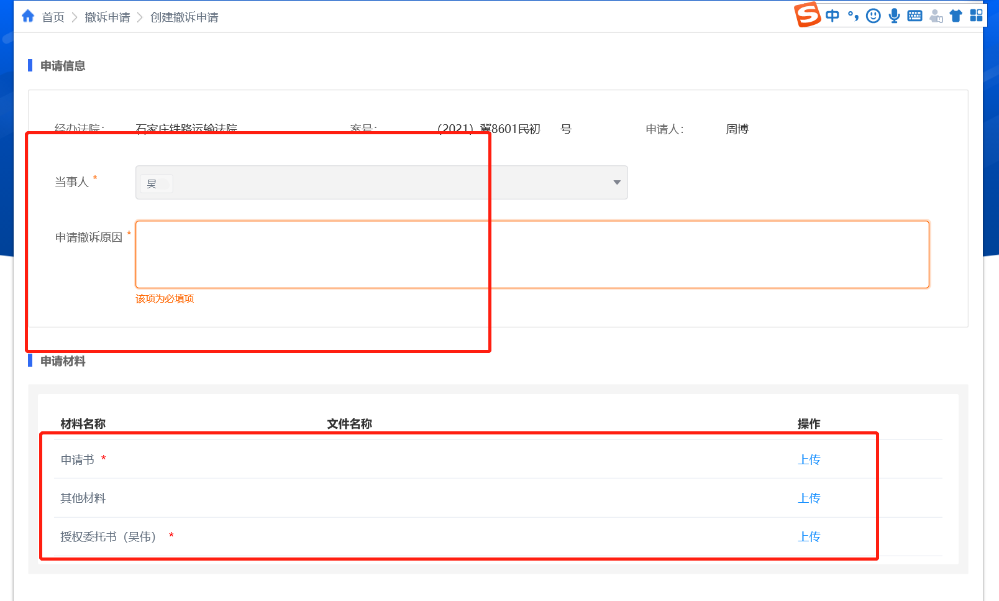 首页 > 撤诉申请 > 创建撤诉申请
中
申请信息
经办法院： 石家庄铁路运输法院 案号： （2021）冀8601民初 号 申请人： 周博
当事人 * 吴
申请撤诉原因 *
该项为必填项
申请材料
材料名称 文件名称 操作
申请书 * 上传
其他材料 上传
授权委托书（吴伟） * 上传